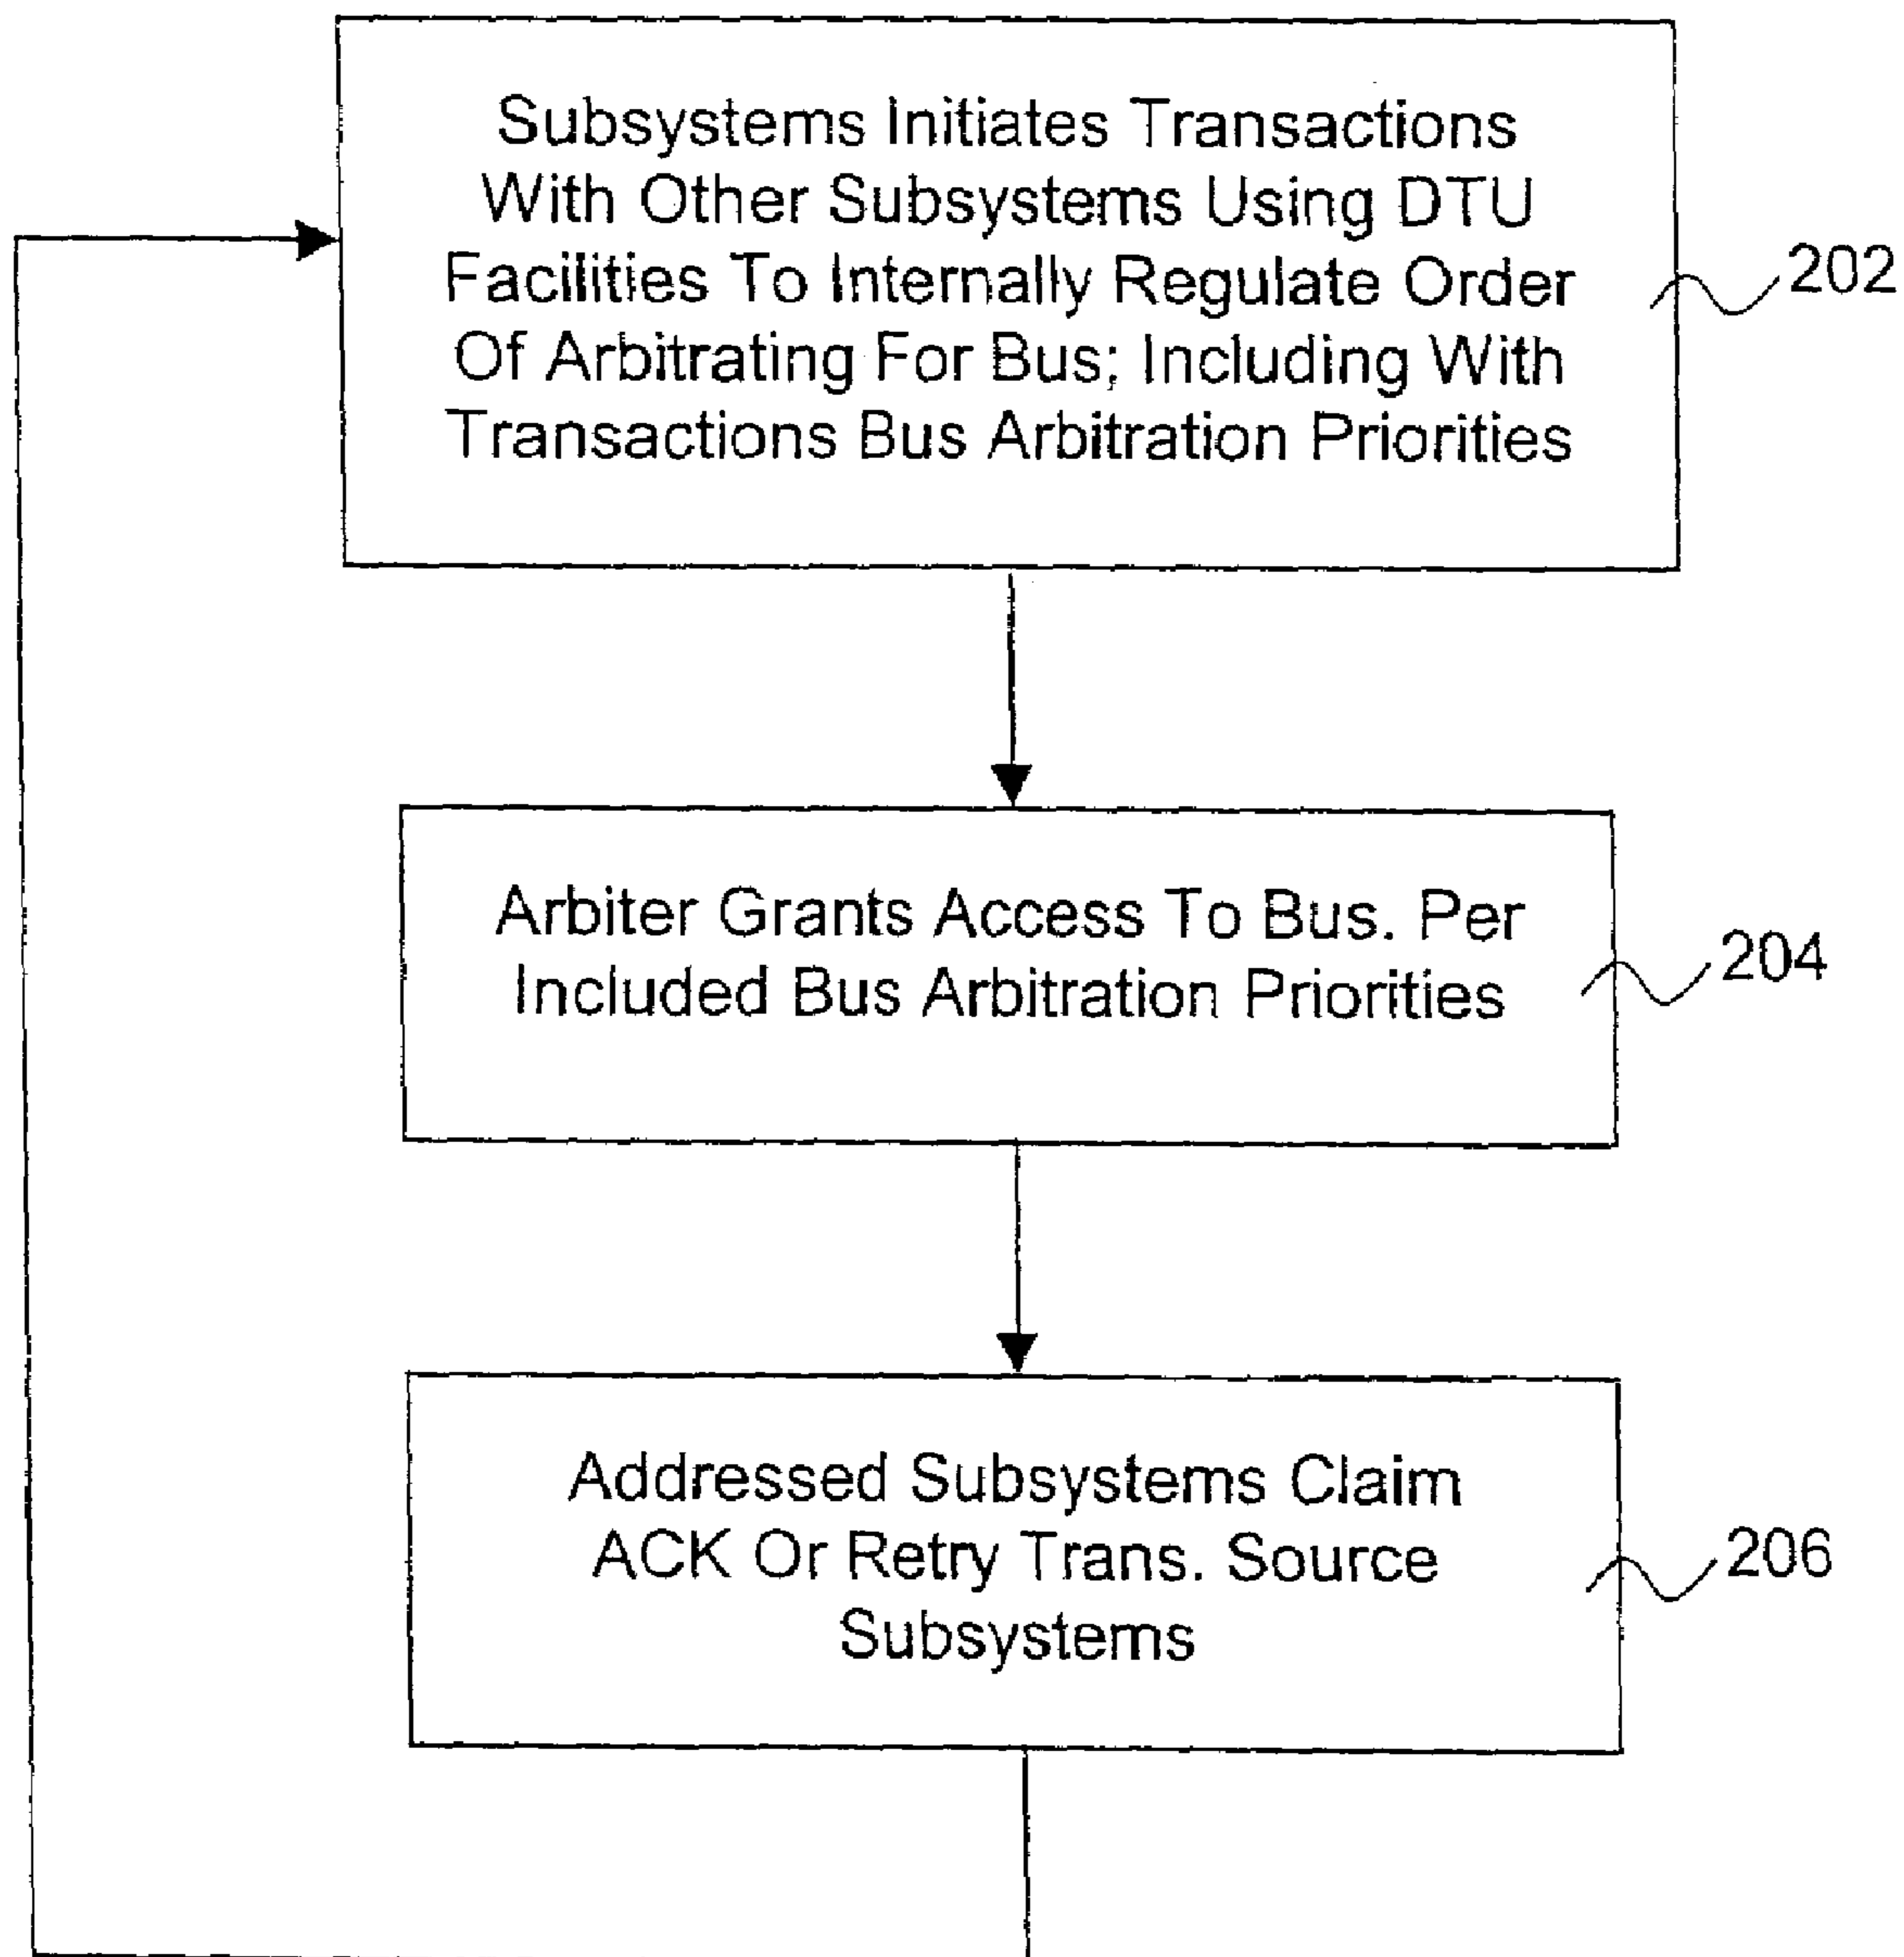 Subsystems Initiates Transactions
With Other Subsystems Using DTU
Facilities To Internally Regulate Order
Of Arbitrating For Bus; Including With
Transactions Bus Arbitration Priorities
202
Arbiter Grants Access To Bus. Per
Included Bus Arbitration Priorities
204
Addressed Subsystems Claim
ACK Or Retry Trans. Source
Subsystems
206